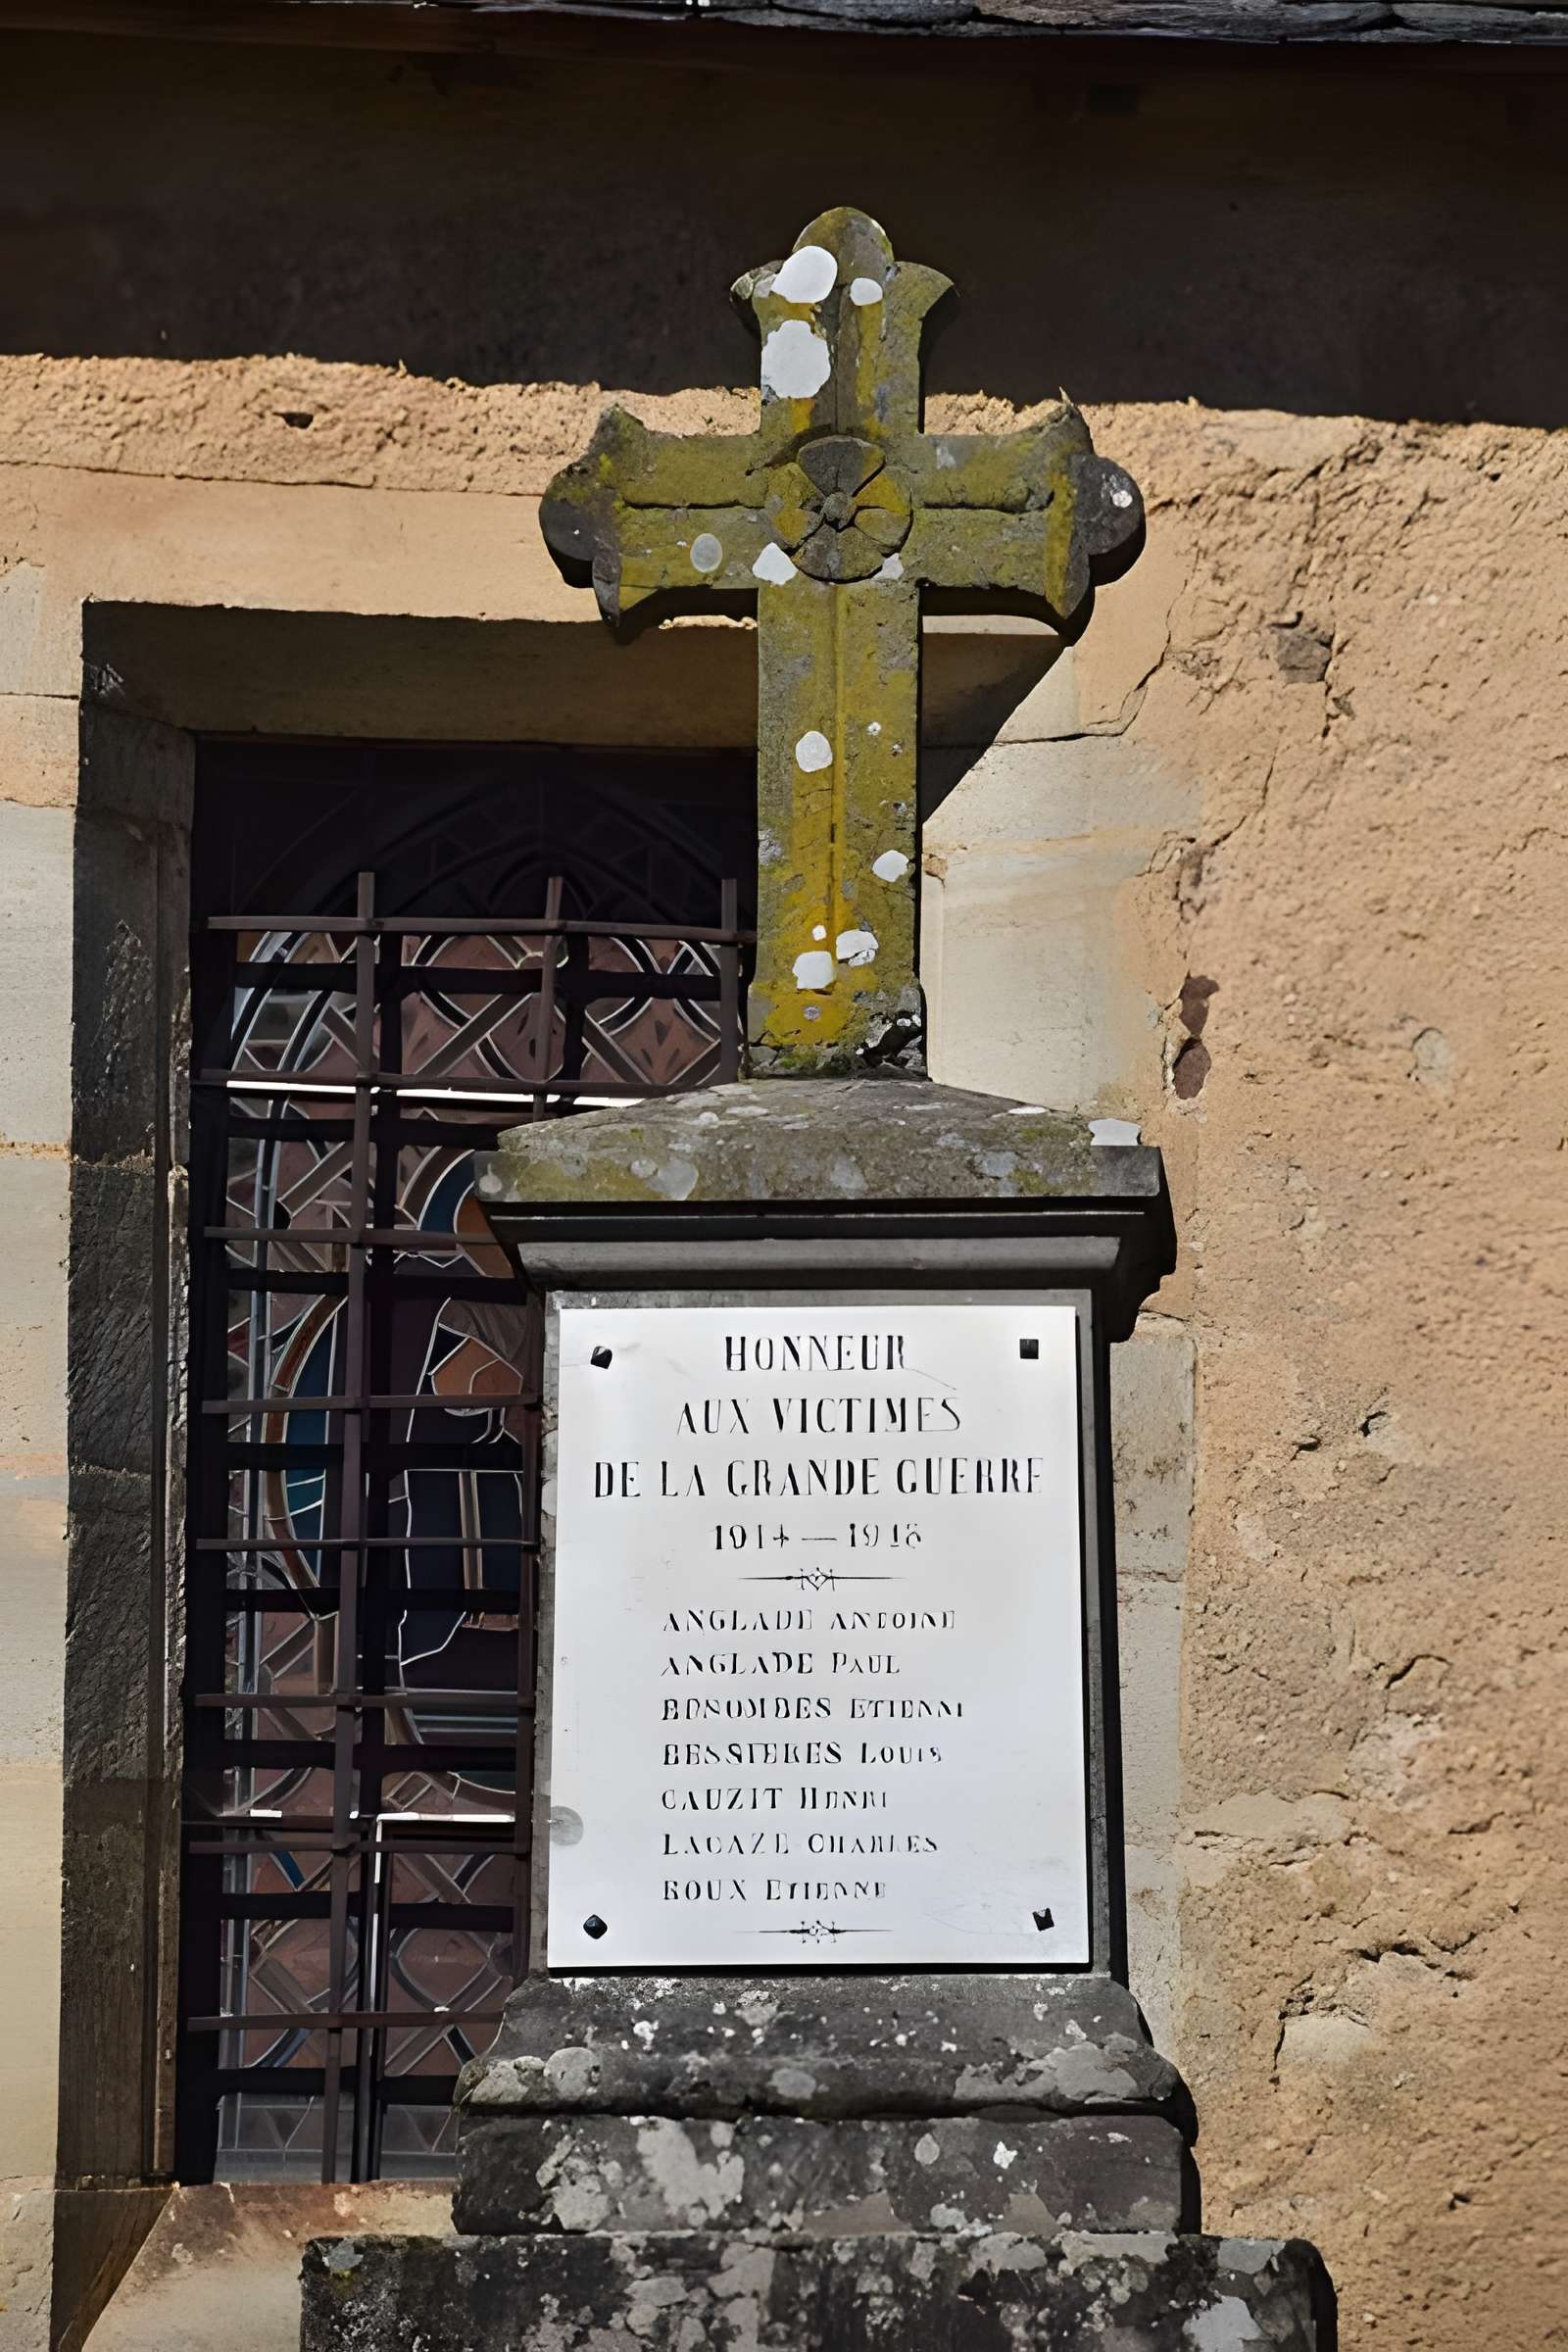 HONNEUR
AUX VICTIMES
DE LA GRANDE GUERRE
1914 — 1918
ANGLADE ANTOINE
ANGLADE PAUL
ETIENNE
BESSIERES LOUIS
CAUZIT HENRI
LACAZE CHARLES
ROUX ETIENNE